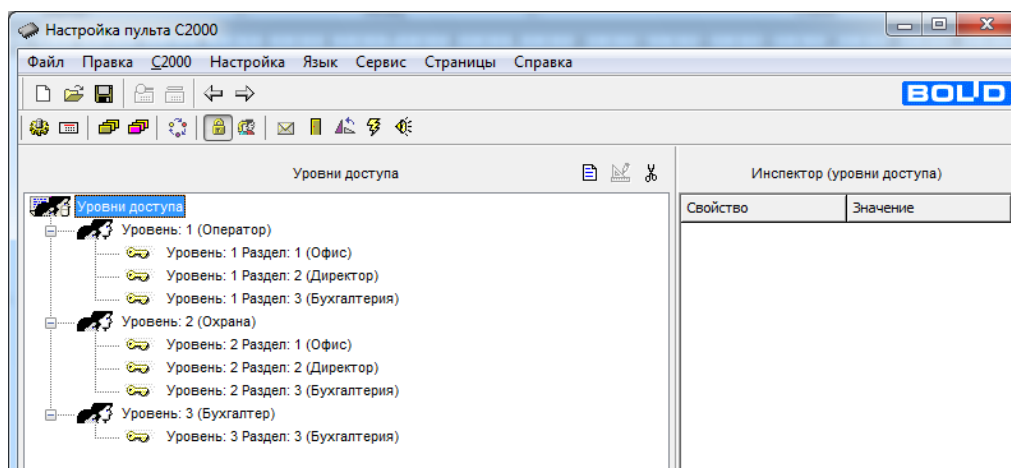 Настройка пульта С2000
Файл Правка С2000 Настройка Язык Сервис Страницы Справка
BOLID
Уровни доступа
Инспектор (уровни доступа)
Свойство Значение
Уровни доступа
Уровень: 1 (Оператор)
Уровень: 1 Раздел: 1 (Офис)
Уровень: 1 Раздел: 2 (Директор)
Уровень: 1 Раздел: 3 (Бухгалтерия)
Уровень: 2 (Охрана)
Уровень: 2 Раздел: 1 (Офис)
Уровень: 2 Раздел: 2 (Директор)
Уровень: 2 Раздел: 3 (Бухгалтерия)
Уровень: 3 (Бухгалтер)
Уровень: 3 Раздел: 3 (Бухгалтерия)